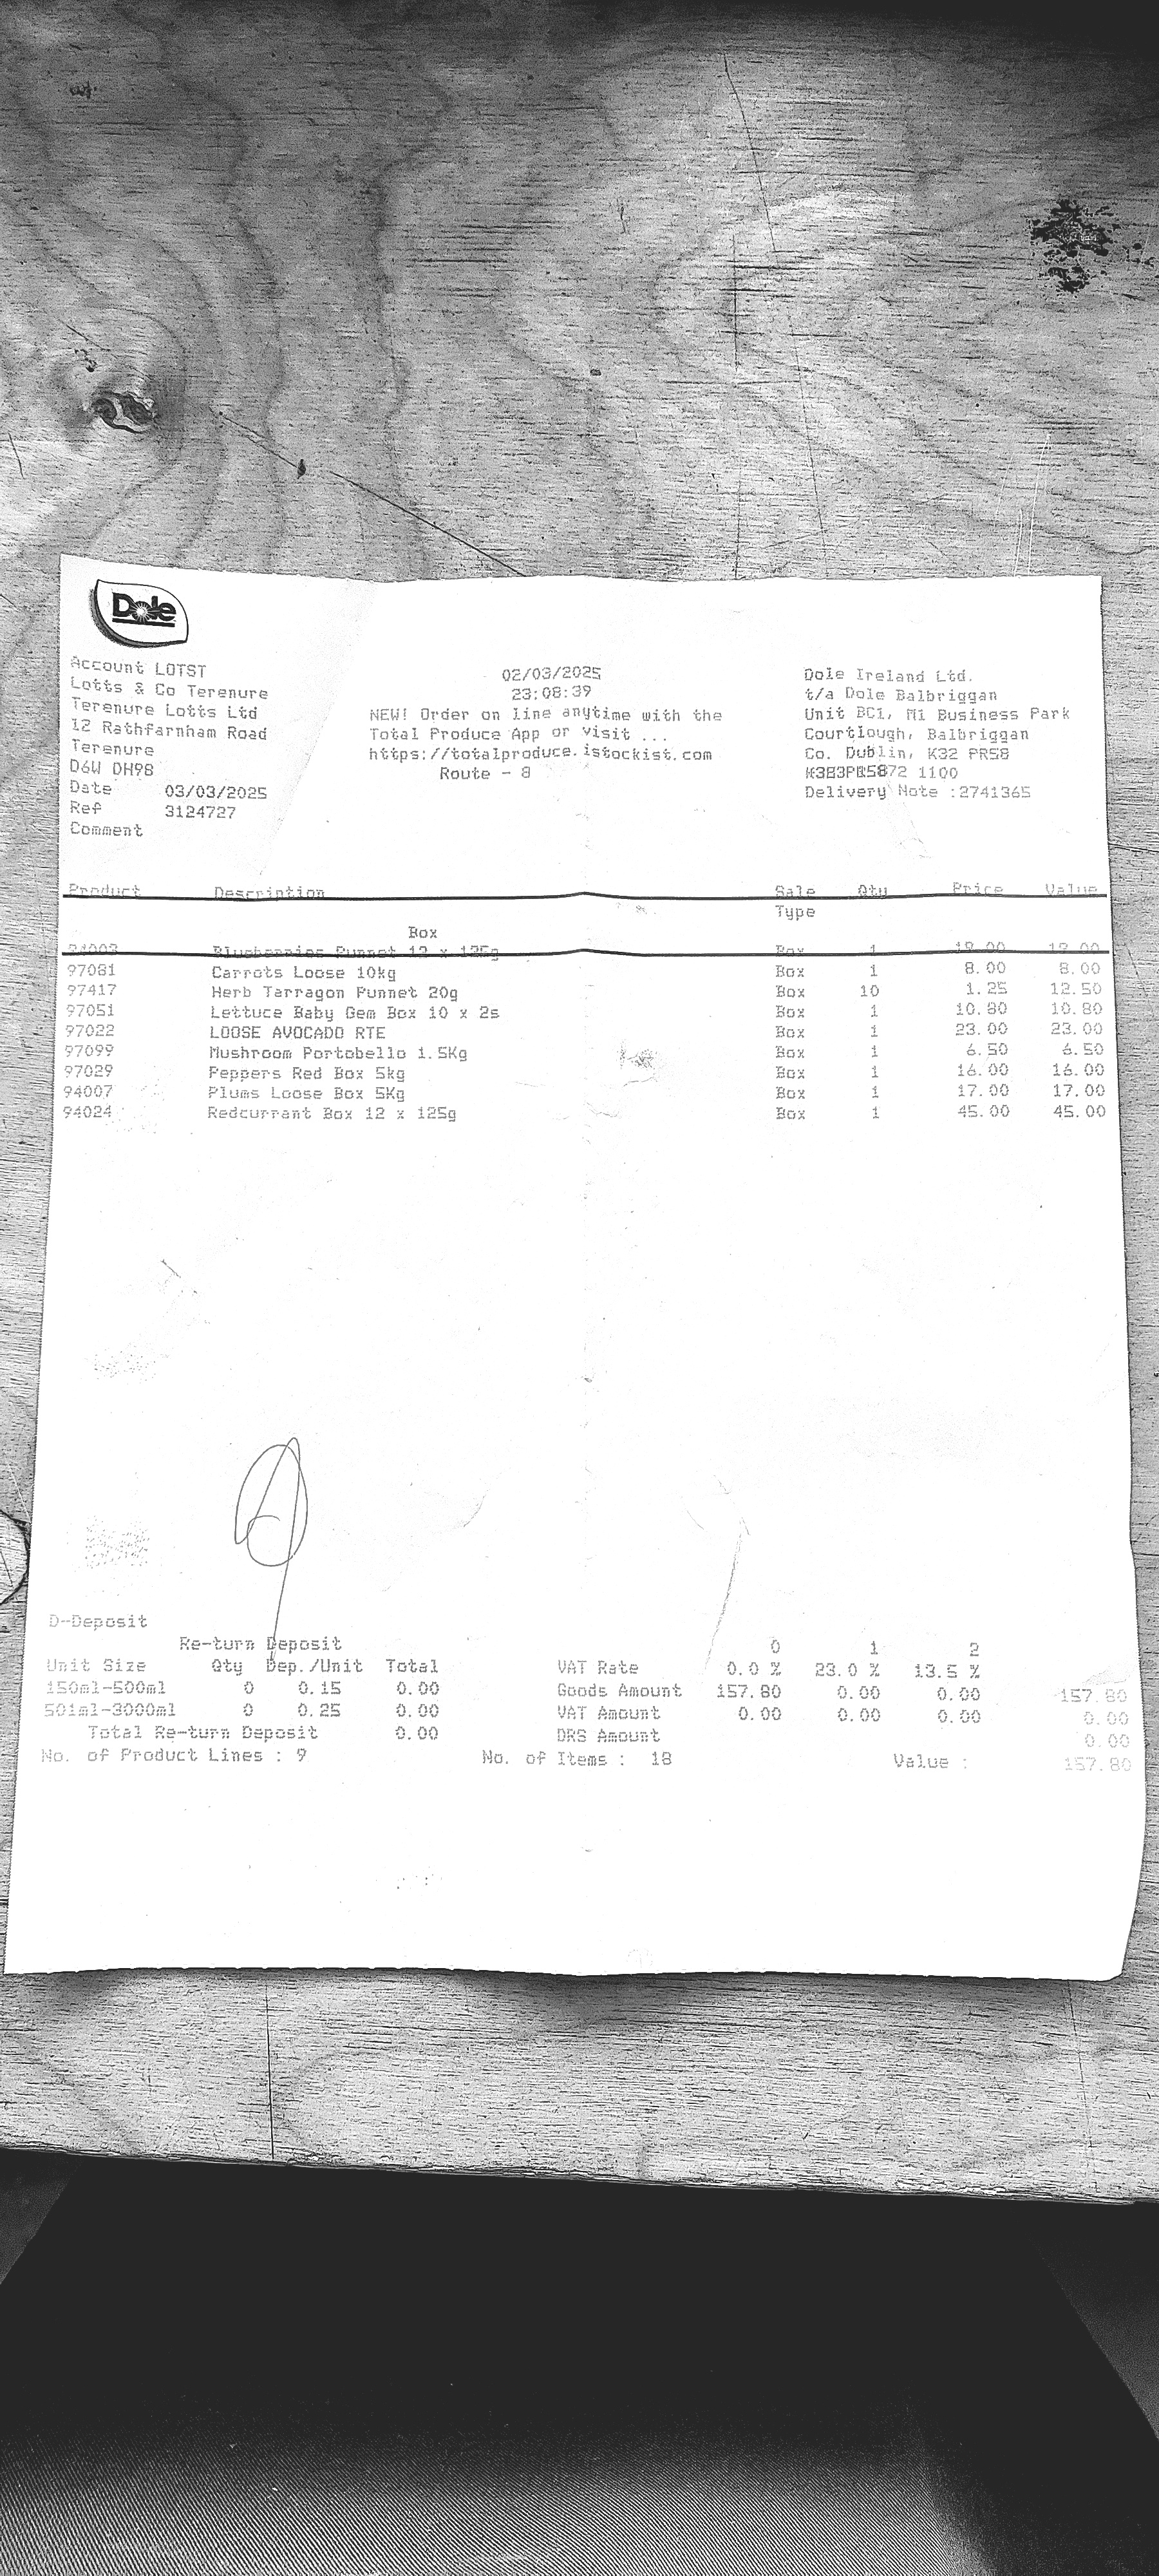 Dole
Account LOTST
Lotts & Co Terenure
Terenure Lotts Ltd
12 Rathfarnham Road
Terenure
D6W DH98
Date 03/03/2025
Ref 3124727
Comment
02/03/2025
23:08:39
NEW! Order on line anytime with the
Total Produce App or visit ...
https://totalproduce.istockist.com
Route - 8
Dole Ireland Ltd.
t/a Dole Balbriggan
Unit BC1, M1 Business Park
Courtlough, Balbriggan
Co. Dublin, K32 PR58
72 1100
Delivery Note :2741365
Product Description Sale Qty Price Value
Type
Box
Blueberries Punnet 12 x 125g Box 1 19.00 19.00
97081 Carrots Loose 10kg Box 1 8.00 8.00
97417 Herb Tarragon Punnet 20g Box 10 1.25 12.50
97051 Lettuce Baby Gem Box 10 x 2s Box 1 10.80 10.80
97022 LOOSE AVOCADO RTE Box 1 23.00 23.00
97099 Mushroom Portobello 1.5Kg Box 1 6.50 6.50
97029 Peppers Red Box 5kg Box 1 16.00 16.00
94007 Plums Loose Box 5Kg Box 1 17.00 17.00
94024 Redcurrant Box 12 x 125g Box 1 45.00 45.00
D-Deposit
Re-turn Deposit
Unit Size Qty Dep./Unit Total
150ml-500ml 0 0.15 0.00
501ml-3000ml 0 0.25 0.00
Total Re-turn Deposit 0.00
0 1 2
VAT Rate 0.0 % 23.0 % 13.5 %
Goods Amount 157.80 0.00 0.00 157.80
VAT Amount 0.00 0.00 0.00 0.00
DRS Amount 0.00
No. of Product Lines : 9 No. of Items : 18 Value : 157.80